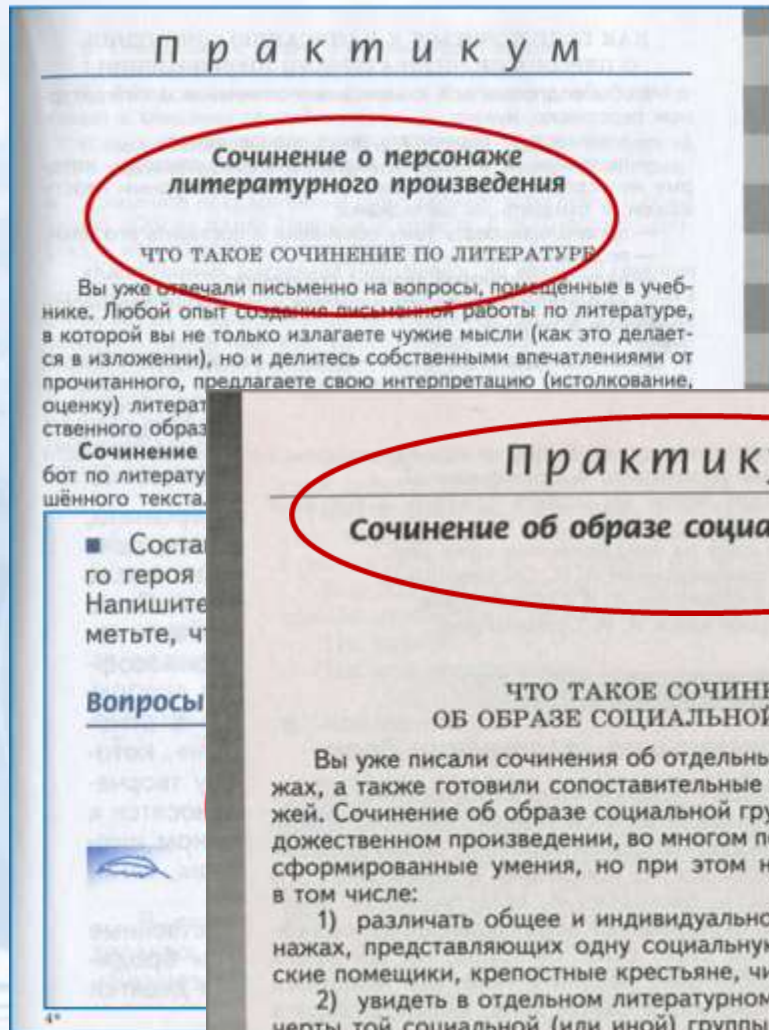 Практикум
Сочинение о персонаже
литературного произведения
ЧТО ТАКОЕ СОЧИНЕНИЕ ПО ЛИТЕРАТУРЕ
Вы уже отвечали письменно на вопросы, помещенные в учеб-
нике. Любой опыт создания письменной работы по литературе,
в которой вы не только излагаете чужие мысли (как это делает-
ся в изложении), но и делитесь собственными впечатлениями от
прочитанного, предлагаете свою интерпретацию (истолкование,
оценку) литерат
ственного образ
Сочинение
бот по литерату
шённого текста.
■ Состав
го героя
Напишите
метьте, чт
Вопросы
4*
Практик
Сочинение об образе социа
ЧТО ТАКОЕ СОЧИНЕ
ОБ ОБРАЗЕ СОЦИАЛЬНОЙ
Вы уже писали сочинения об отдельны
жах, а также готовили сопоставительные
жей. Сочинение об образе социальной гру
дожественном произведении, во многом по
сформированные умения, но при этом н
в том числе:
1) различать общее и индивидуально
нажах, представляющих одну социальную
ские помещики, крепостные крестьяне, чи
2) увидеть в отдельном литературном
черты той социальной (или иной) группы